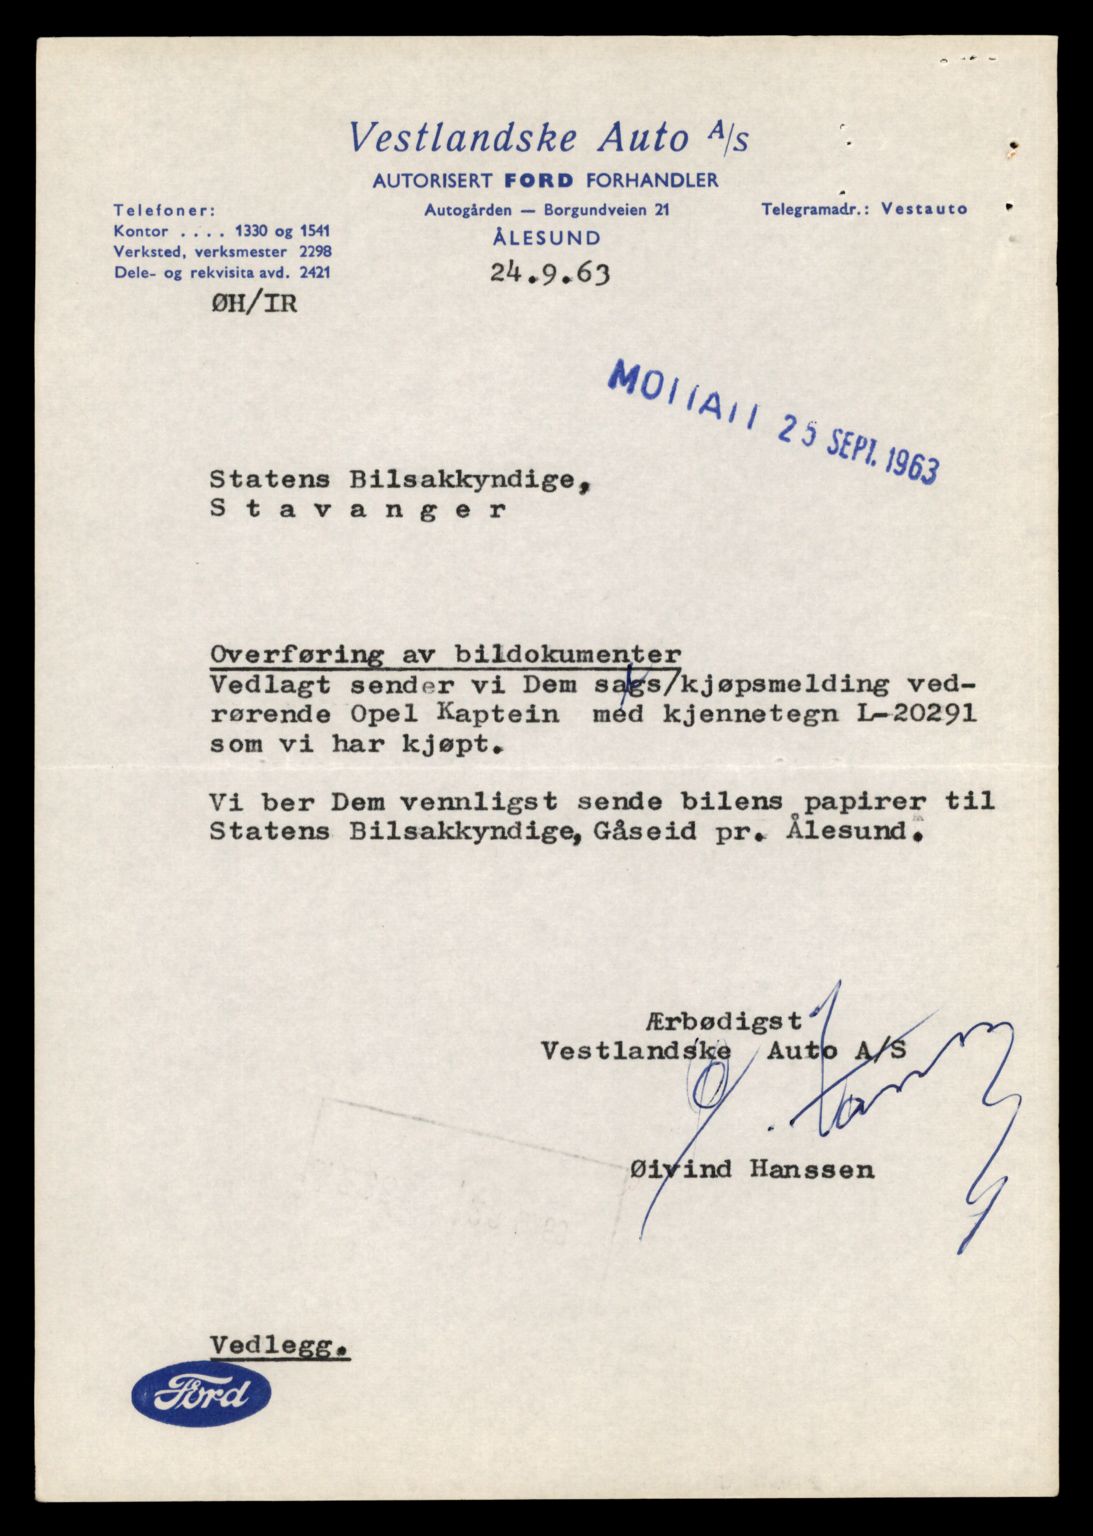 Vestlandske Auto A/s
AUTORISERT FORD FORHANDLER
Autogården — Borgundveien 21
ÅLESUND
Telefoner:
Kontor . . . . 1330 og 1541
Verksted, verksmester 2298
Dele- og rekvisita avd. 2421
Telegramadr.: Vestauto
24.9.63
ØH/IR
MOTTATT 25 SEPT. 1963
Statens Bilsakkyndige,
S t a v a n g e r
Overføring av bildokumenter
Vedlagt sender vi Dem sags/kjøpsmelding ved-
rørende Opel Kaptein med kjennetegn L-20291
som vi har kjøpt.
Vi ber Dem vennligst sende bilens papirer til
Statens Bilsakkyndige, Gåseid pr. Ålesund.
Ærbødigst
Vestlandske Auto A/S
Øivind Hanssen
Vedlegg.
Ford